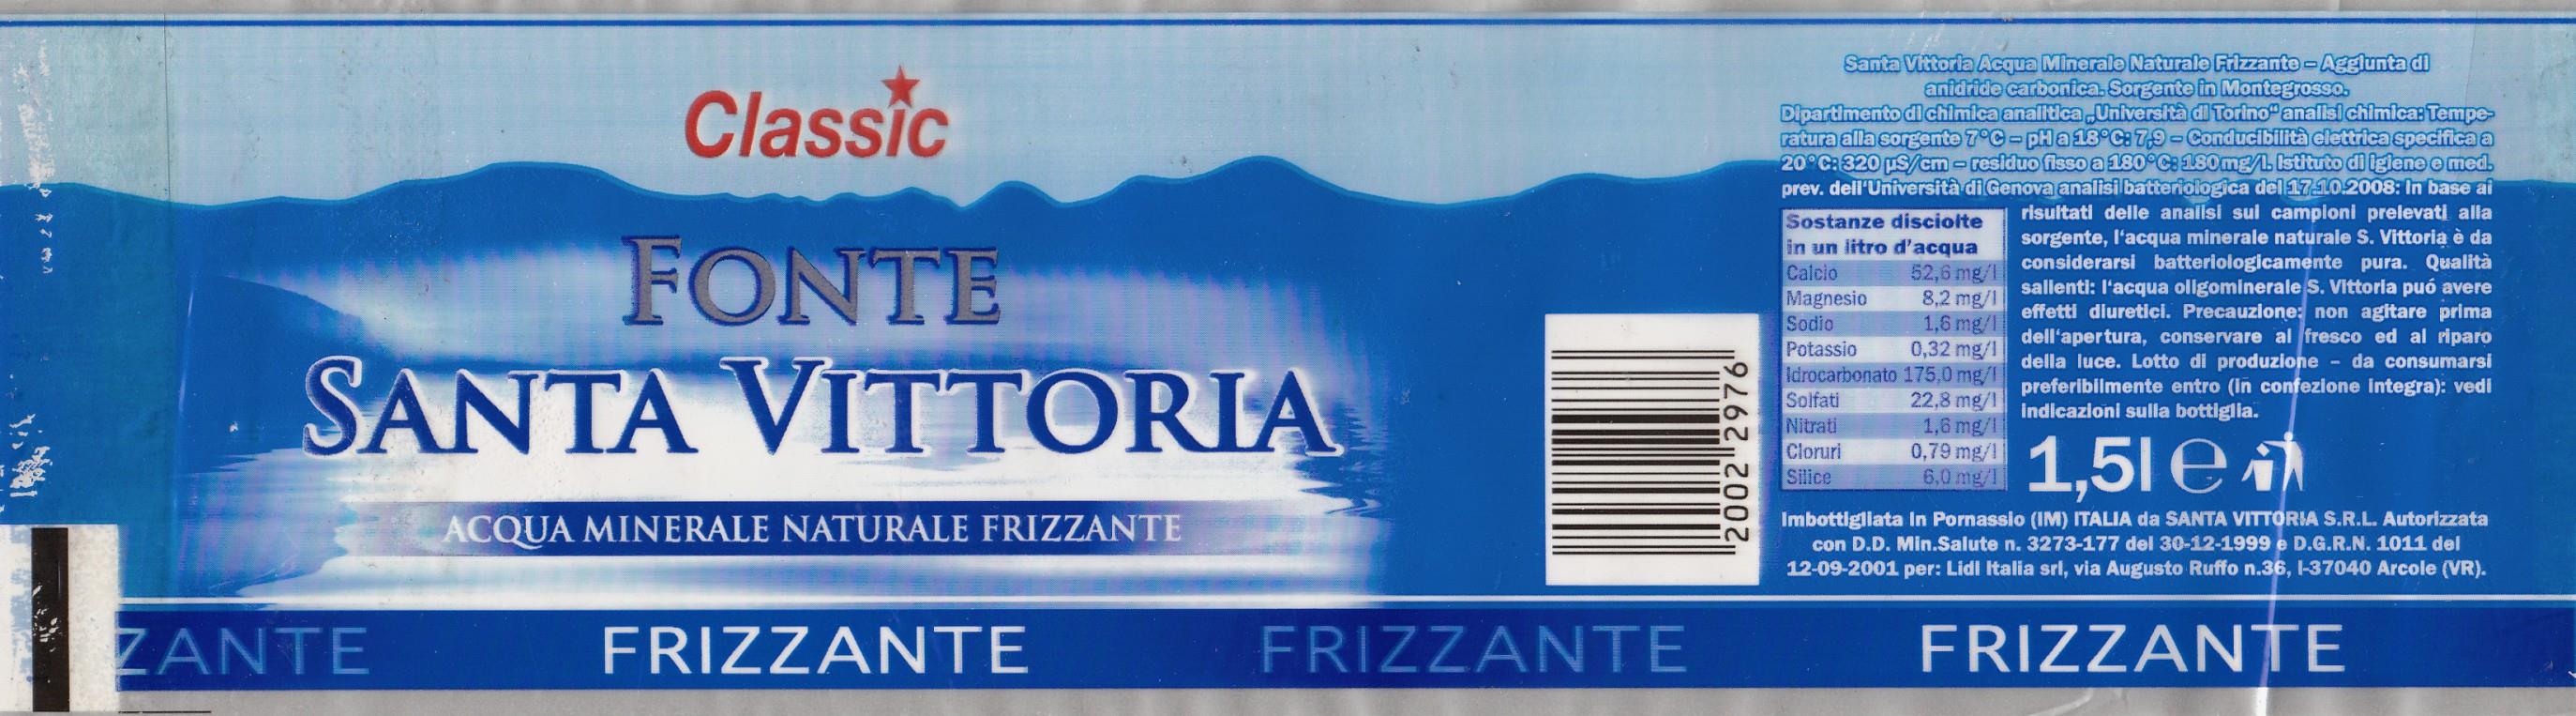 Classic
FONTE
SANTA VITTORIA
ACQUA MINERALE NATURALE FRIZZANTE
ZANTE
FRIZZANTE
FRIZZANTE
FRIZZANTE
2002 2976
Santa Vittoria Acqua Minerale Naturale Frizzante – Aggiunta di
anidride carbonica. Sorgente in Montegrosso.
Dipartimento di chimica analitica „Università di Torino“ analisi chimica: Tempe-
ratura alla sorgente 7°C – pH a 18°C: 7,9 – Conducibilità elettrica specifica a
20°C: 320 µS/cm – residuo fisso a 180°C: 180mg/l. Istituto di igiene e med.
prev. dell'Università di Genova analisi batteriologica del 17.10.2008: In base ai
risultati delle analisi sui campioni prelevati alla
sorgente, l'acqua minerale naturale S. Vittoria è da
considerarsi batteriologicamente pura. Qualità
salienti: l'acqua oligominerale S. Vittoria puó avere
effetti diuretici. Precauzione: non agitare prima
dell'apertura, conservare al fresco ed al riparo
della luce. Lotto di produzione – da consumarsi
preferibilmente entro (in confezione integra): vedi
indicazioni sulla bottiglia.
Sostanze disciolte
in un litro d'acqua
Calcio 52,6 mg/l
Magnesio 8,2 mg/l
Sodio 1,6 mg/l
Potassio 0,32 mg/l
Idrocarbonato 175,0 mg/l
Solfati 22,8 mg/l
Nitrati 1,6 mg/l
Cloruri 0,79 mg/l
Silice 6,0 mg/l
1,5l ℮
Imbottigliata in Pornassio (IM) ITALIA da SANTA VITTORIA S.R.L. Autorizzata
con D.D. Min.Salute n. 3273-177 del 30-12-1999 e D.G.R.N. 1011 del
12-09-2001 per: Lidl Italia srl, via Augusto Ruffo n.36, I-37040 Arcole (VR).